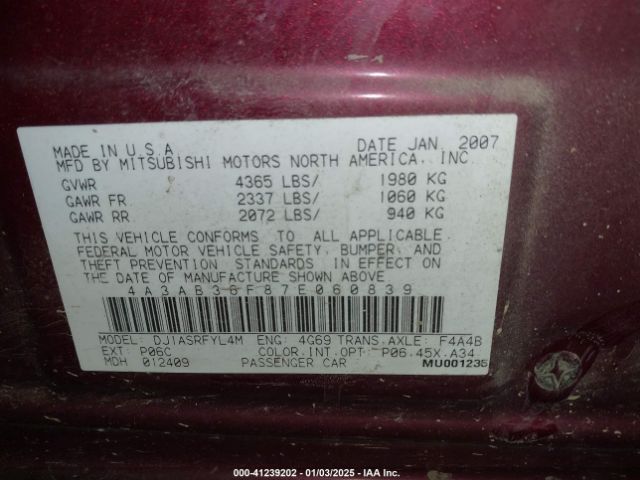 MADE IN U.S.A. DATE JAN. 2007
MFD BY MITSUBISHI MOTORS NORTH AMERICA, INC.
GVWR 4365 LBS/ 1980 KG
GAWR FR 2337 LBS/ 1060 KG
GAWR RR 2072 LBS/ 940 KG
THIS VEHICLE CONFORMS TO ALL APPLICABLE
FEDERAL MOTOR VEHICLE SAFETY, BUMPER, AND
THEFT PREVENTION STANDARDS IN EFFECT ON
THE DATE OF MANUFACTURE SHOWN ABOVE
4A3AB36F87E060839
MODEL: DJ1ASRFYL4M ENG: 4G69 TRANS.AXLE: F4A4B
EXT: P06C COLOR.INT.OPT: P06.45X.A34
MDH 012409 PASSENGER CAR MU001235
000-41239202 - 01/03/2025 - IAA Inc.